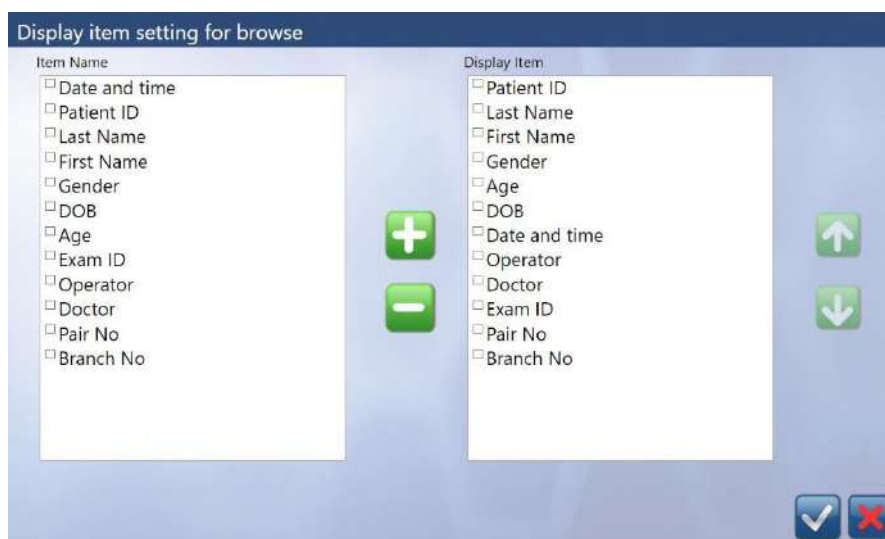 Display item setting for browse
Item Name
Date and time
Patient ID
Last Name
First Name
Gender
DOB
Age
Exam ID
Operator
Doctor
Pair No
Branch No
Display Item
Patient ID
Last Name
First Name
Gender
Age
DOB
Date and time
Operator
Doctor
Exam ID
Pair No
Branch No